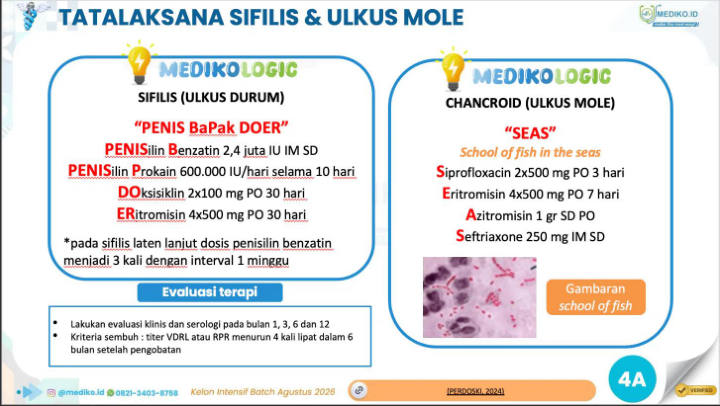 TATALAKSANA SIFILIS & ULKUS MOLE
MEDIKO.ID
MEDIKOLOGIC
SIFILIS (ULKUS DURUM)
“PENIS BaPak DOER”
PENISilin Benzatin 2,4 juta IU IM SD
PENISilin Prokain 600.000 IU/hari selama 10 hari
DOksisiklin 2x100 mg PO 30 hari
ERitromisin 4x500 mg PO 30 hari
*pada sifilis laten lanjut dosis penisilin benzatin
menjadi 3 kali dengan interval 1 minggu
Evaluasi terapi
• Lakukan evaluasi klinis dan serologi pada bulan 1, 3, 6 dan 12
• Kriteria sembuh : titer VDRL atau RPR menurun 4 kali lipat dalam 6
bulan setelah pengobatan
MEDIKOLOGIC
CHANCROID (ULKUS MOLE)
“SEAS”
School of fish in the seas
Siprofloxacin 2x500 mg PO 3 hari
Eritromisin 4x500 mg PO 7 hari
Azitromisin 1 gr SD PO
Seftriaxone 250 mg IM SD
Gambaran
school of fish
4A
@mediko.id 0821-3403-8758 Kelon Intensif Batch Agustus 2026
(PERDOSKI, 2024)
VERIFIED